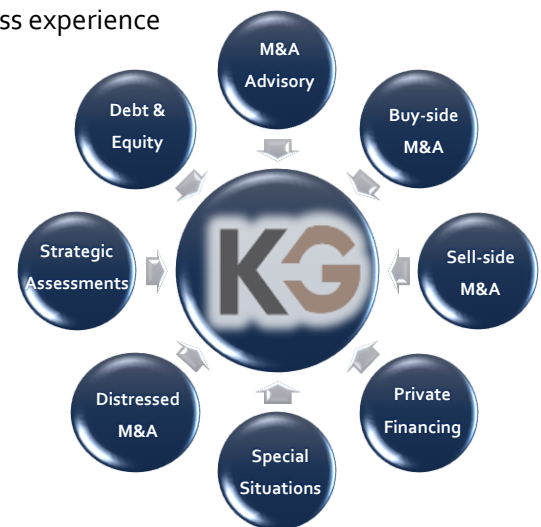 ss experience
M&A
Advisory
Buy-side
M&A
Sell-side
M&A
Private
Financing
Special
Situations
Distressed
M&A
Strategic
Assessments
Debt &
Equity
KG